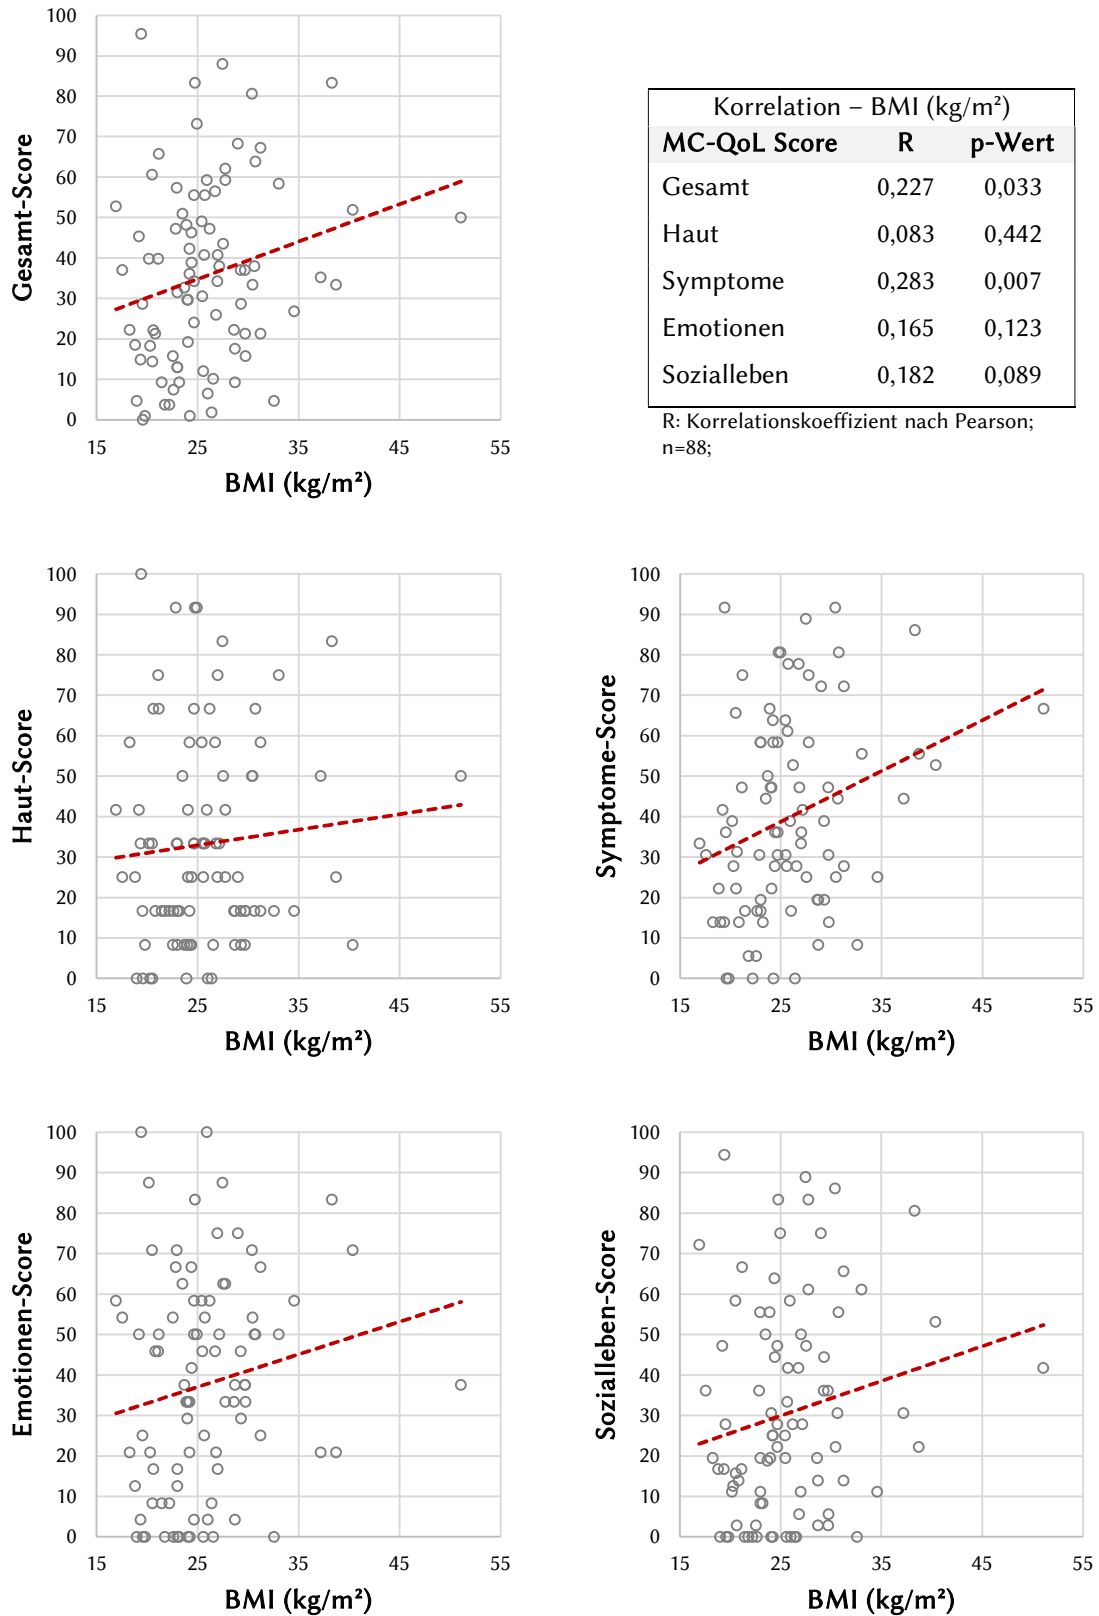 100
90
80
70
60
50
40
30
20
10
0
Gesamt-Score
15 25 35 45 55
BMI (kg/m²)
Korrelation – BMI (kg/m²)
MC-QoL Score R p-Wert
Gesamt 0,227 0,033
Haut 0,083 0,442
Symptome 0,283 0,007
Emotionen 0,165 0,123
Sozialleben 0,182 0,089
R: Korrelationskoeffizient nach Pearson;
n=88;
100
90
80
70
60
50
40
30
20
10
0
Haut-Score
15 25 35 45 55
BMI (kg/m²)
100
90
80
70
60
50
40
30
20
10
0
Symptome-Score
15 25 35 45 55
BMI (kg/m²)
100
90
80
70
60
50
40
30
20
10
0
Emotionen-Score
15 25 35 45 55
BMI (kg/m²)
100
90
80
70
60
50
40
30
20
10
0
Sozialleben-Score
15 25 35 45 55
BMI (kg/m²)